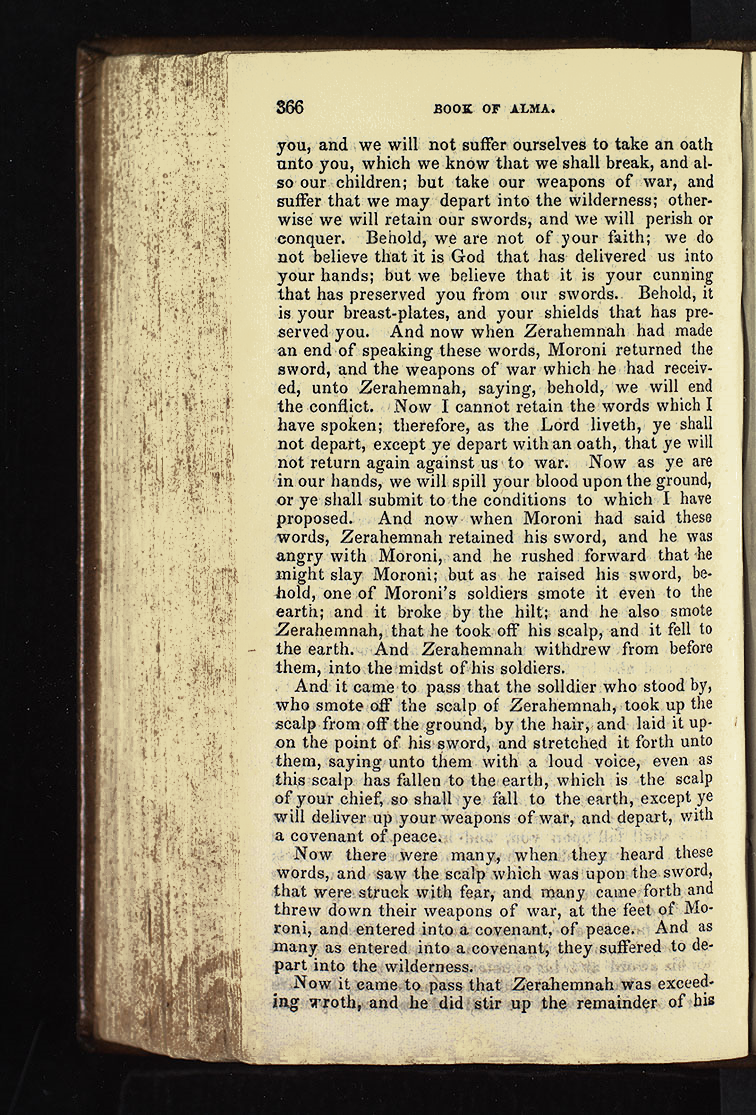 366 BOOK OF ALMA.
you, and we will not suffer ourselves to take an oath
unto you, which we know that we shall break, and al-
so our children; but take our weapons of war, and
suffer that we may depart into the wilderness; other-
wise we will retain our swords, and we will perish or
conquer. Behold, we are not of your faith; we do
not believe that it is God that has delivered us into
your hands; but we believe that it is your cunning
that has preserved you from our swords. Behold, it
is your breast-plates, and your shields that has pre-
served you. And now when Zerahemnah had made
an end of speaking these words, Moroni returned the
sword, and the weapons of war which he had receiv-
ed, unto Zerahemnah, saying, behold, we will end
the conflict. Now I cannot retain the words which I
have spoken; therefore, as the Lord liveth, ye shall
not depart, except ye depart with an oath, that ye will
not return again against us to war. Now as ye are
in our hands, we will spill your blood upon the ground,
or ye shall submit to the conditions to which I have
proposed. And now when Moroni had said these
words, Zerahemnah retained his sword, and he was
angry with Moroni, and he rushed forward that he
might slay Moroni; but as he raised his sword, be-
hold, one of Moroni's soldiers smote it even to the
earth; and it broke by the hilt; and he also smote
Zerahemnah, that he took off his scalp, and it fell to
the earth. And Zerahemnah withdrew from before
them, into the midst of his soldiers.
And it came to pass that the solldier who stood by,
who smote off the scalp of Zerahemnah, took up the
scalp from off the ground, by the hair, and laid it up-
on the point of his sword, and stretched it forth unto
them, saying unto them with a loud voice, even as
this scalp has fallen to the earth, which is the scalp
of your chief, so shall ye fall to the earth, except ye
will deliver up your weapons of war, and depart, with
a covenant of peace.
Now there were many, when they heard these
words, and saw the scalp which was upon the sword,
that were struck with fear, and many came forth and
threw down their weapons of war, at the feet of Mo-
roni, and entered into a covenant, of peace. And as
many as entered into a covenant, they suffered to de-
part into the wilderness.
Now it came to pass that Zerahemnah was exceed-
ing wroth, and he did stir up the remainder of his